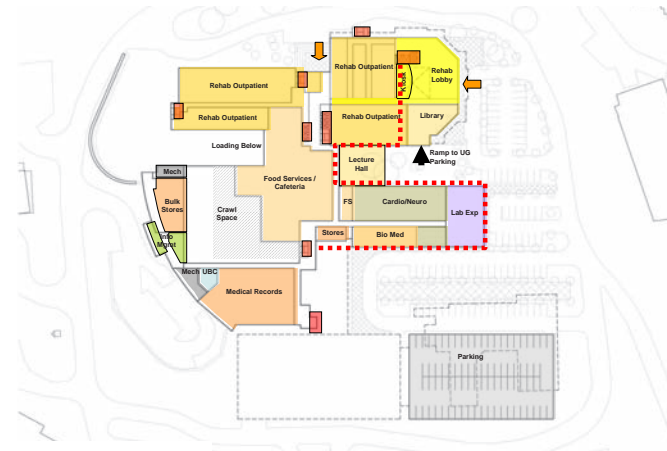 Rehab Outpatient
Rehab Outpatient
Kiosk
Rehab
Lobby
Rehab Outpatient
Rehab Outpatient
Library
Loading Below
Lecture
Hall
Ramp to UG
Parking
Mech
Food Services /
Cafeteria
Bulk
Stores
Crawl
Space
FS
Cardio/Neuro
Lab Exp
Info
Mgmt
Stores
Bio Med
Mech
UBC
Medical Records
Parking